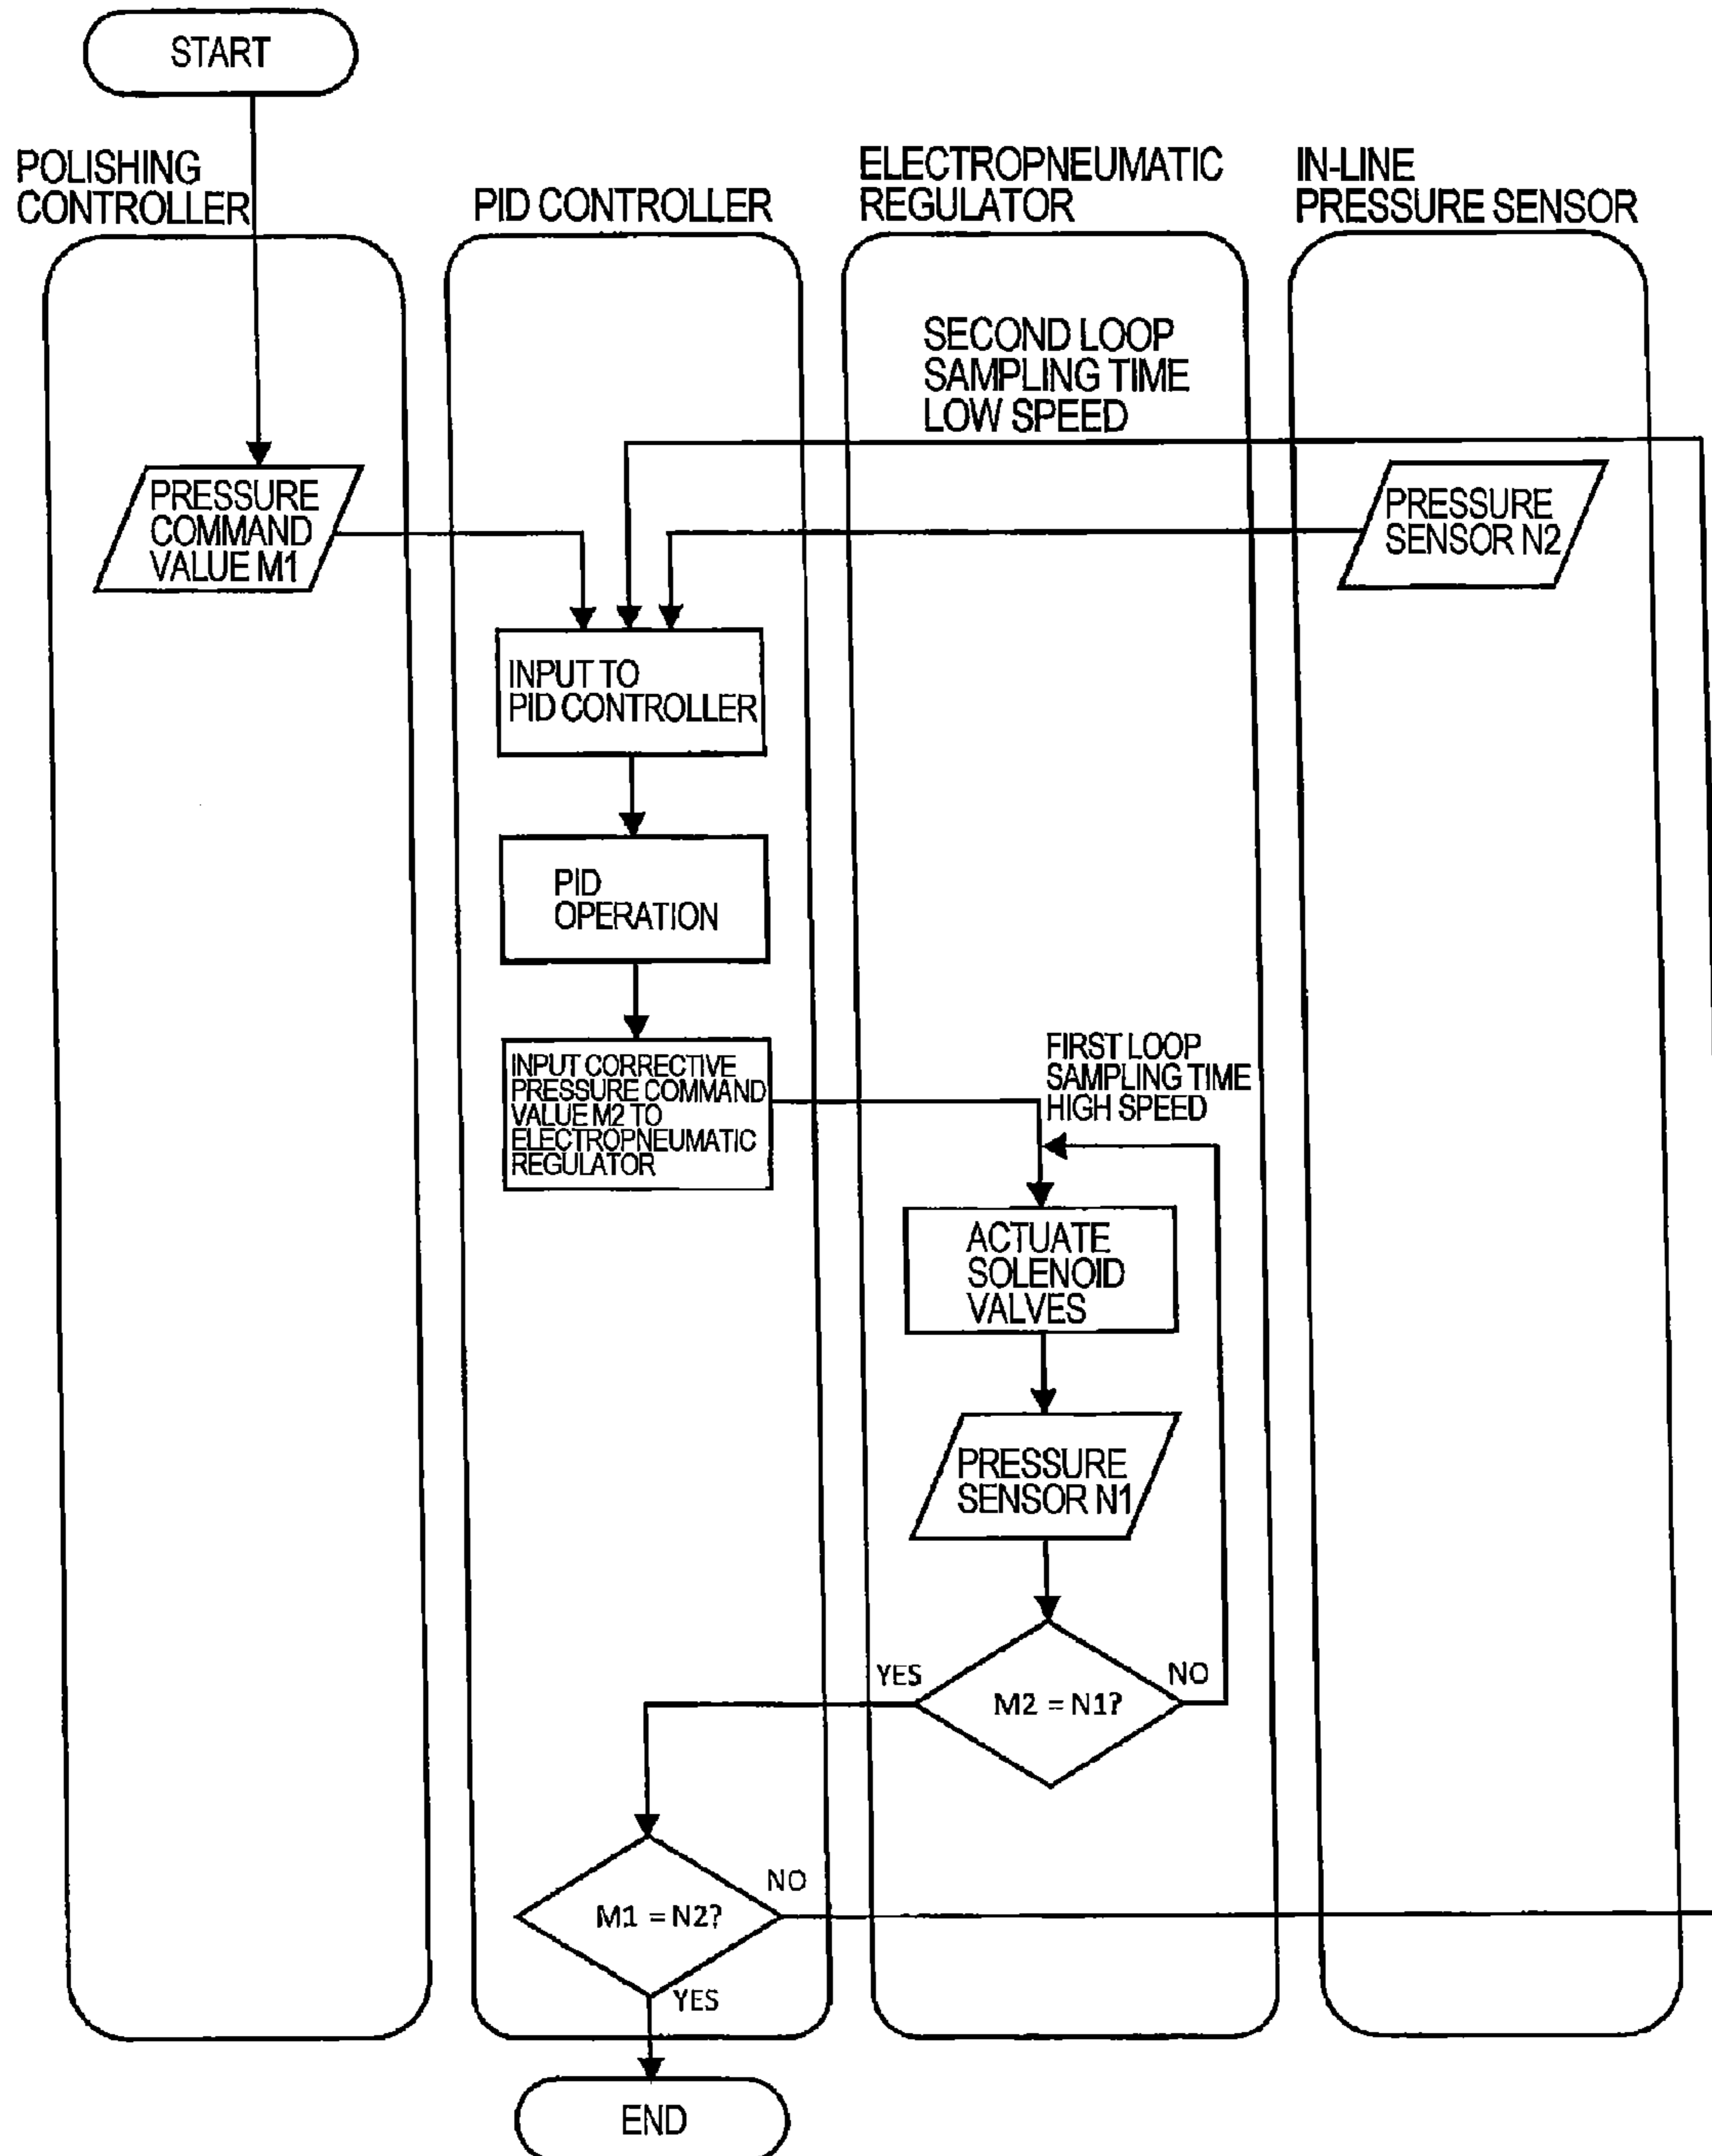 START
POLISHING
CONTROLLER
PID CONTROLLER
ELECTROPNEUMATIC
REGULATOR
IN-LINE
PRESSURE SENSOR
SECOND LOOP
SAMPLING TIME
LOW SPEED
PRESSURE
COMMAND
VALUE M1
PRESSURE
SENSOR N2
INPUT TO
PID CONTROLLER
PID
OPERATION
INPUT CORRECTIVE
PRESSURE COMMAND
VALUE M2 TO
ELECTROPNEUMATIC
REGULATOR
FIRST LOOP
SAMPLING TIME
HIGH SPEED
ACTUATE
SOLENOID
VALVES
PRESSURE
SENSOR N1
YES
NO
M2 = N1?
NO
M1 = N2?
YES
END